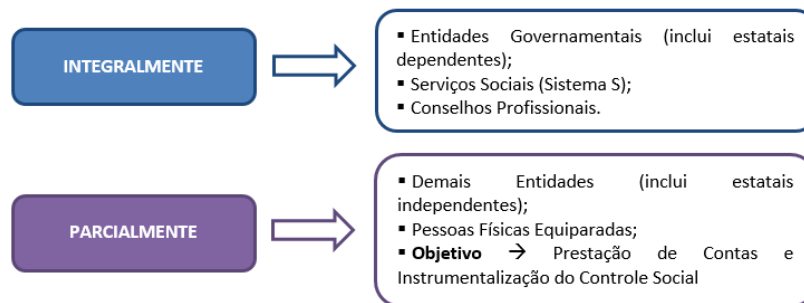 INTEGRALMENTE
▪ Entidades Governamentais (inclui estatais
dependentes);
▪ Serviços Sociais (Sistema S);
▪ Conselhos Profissionais.
PARCIALMENTE
▪ Demais Entidades (inclui estatais
independentes);
▪ Pessoas Físicas Equiparadas;
▪ Objetivo → Prestação de Contas e
Instrumentalização do Controle Social